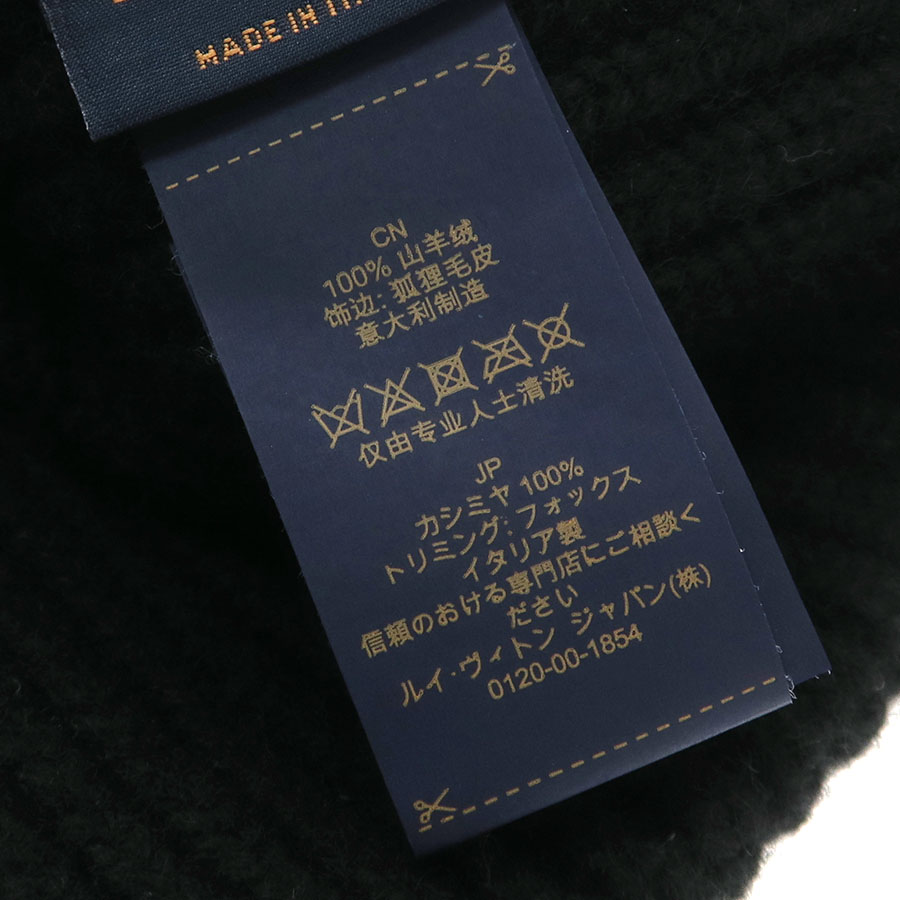 MADE IN
CN
100% 山羊绒
饰边: 狐狸毛皮
意大利制造
仅由专业人士清洗
JP
カシミヤ 100%
トリミング: フォックス
イタリア製
信頼のおける専門店にご相談く
ださい
ルイ・ヴィトン ジャパン(株)
0120-00-1854